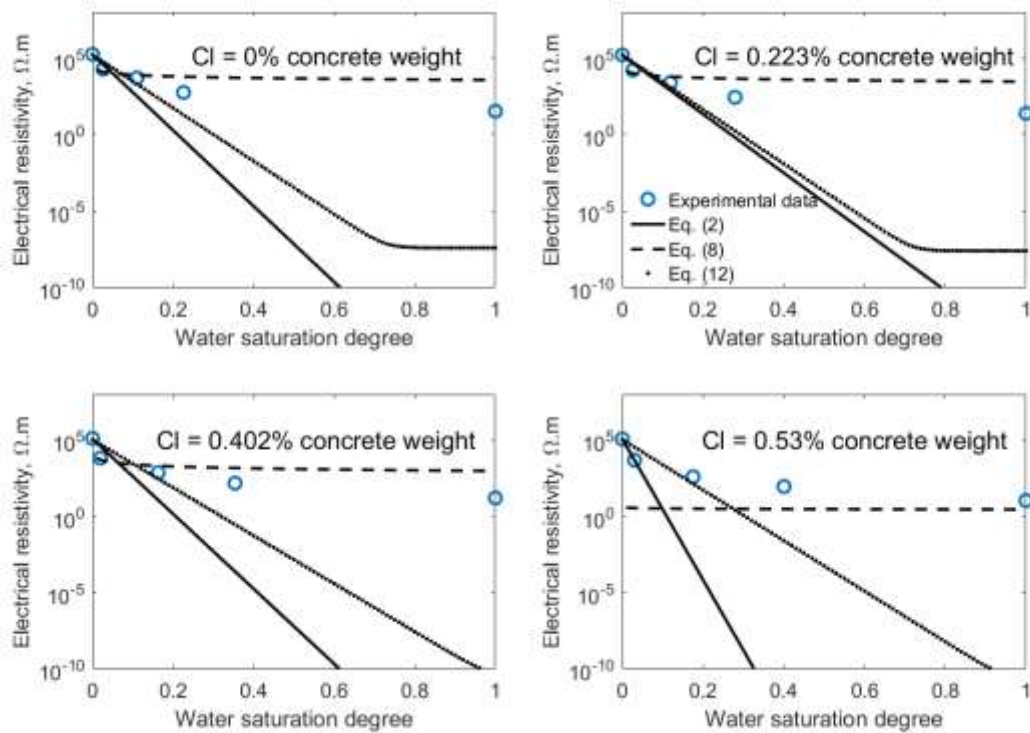 Cl = 0% concrete weight
Electrical resistivity, Ω.m
10^5
10^0
10^-5
10^-10
0 0.2 0.4 0.6 0.8 1
Water saturation degree
Cl = 0.223% concrete weight
Electrical resistivity, Ω.m
10^5
10^0
10^-5
10^-10
Experimental data
Eq. (2)
Eq. (8)
Eq. (12)
0 0.2 0.4 0.6 0.8 1
Water saturation degree
Cl = 0.402% concrete weight
Electrical resistivity, Ω.m
10^5
10^0
10^-5
10^-10
0 0.2 0.4 0.6 0.8 1
Water saturation degree
Cl = 0.53% concrete weight
Electrical resistivity, Ω.m
10^5
10^0
10^-5
10^-10
0 0.2 0.4 0.6 0.8 1
Water saturation degree